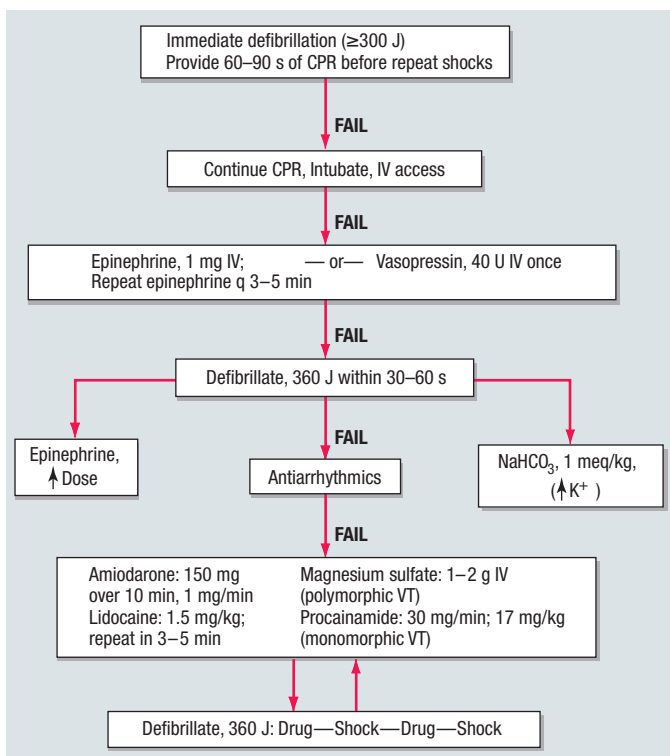 Immediate defibrillation (≥300 J)
Provide 60–90 s of CPR before repeat shocks
FAIL
Continue CPR, Intubate, IV access
FAIL
Epinephrine, 1 mg IV; — or— Vasopressin, 40 U IV once
Repeat epinephrine q 3–5 min
FAIL
Defibrillate, 360 J within 30–60 s
FAIL
Epinephrine,
↑ Dose
Antiarrhythmics
NaHCO₃, 1 meq/kg,
(↑K⁺ )
FAIL
Amiodarone: 150 mg
over 10 min, 1 mg/min
Lidocaine: 1.5 mg/kg;
repeat in 3–5 min
Magnesium sulfate: 1–2 g IV
(polymorphic VT)
Procainamide: 30 mg/min; 17 mg/kg
(monomorphic VT)
Defibrillate, 360 J: Drug—Shock—Drug—Shock